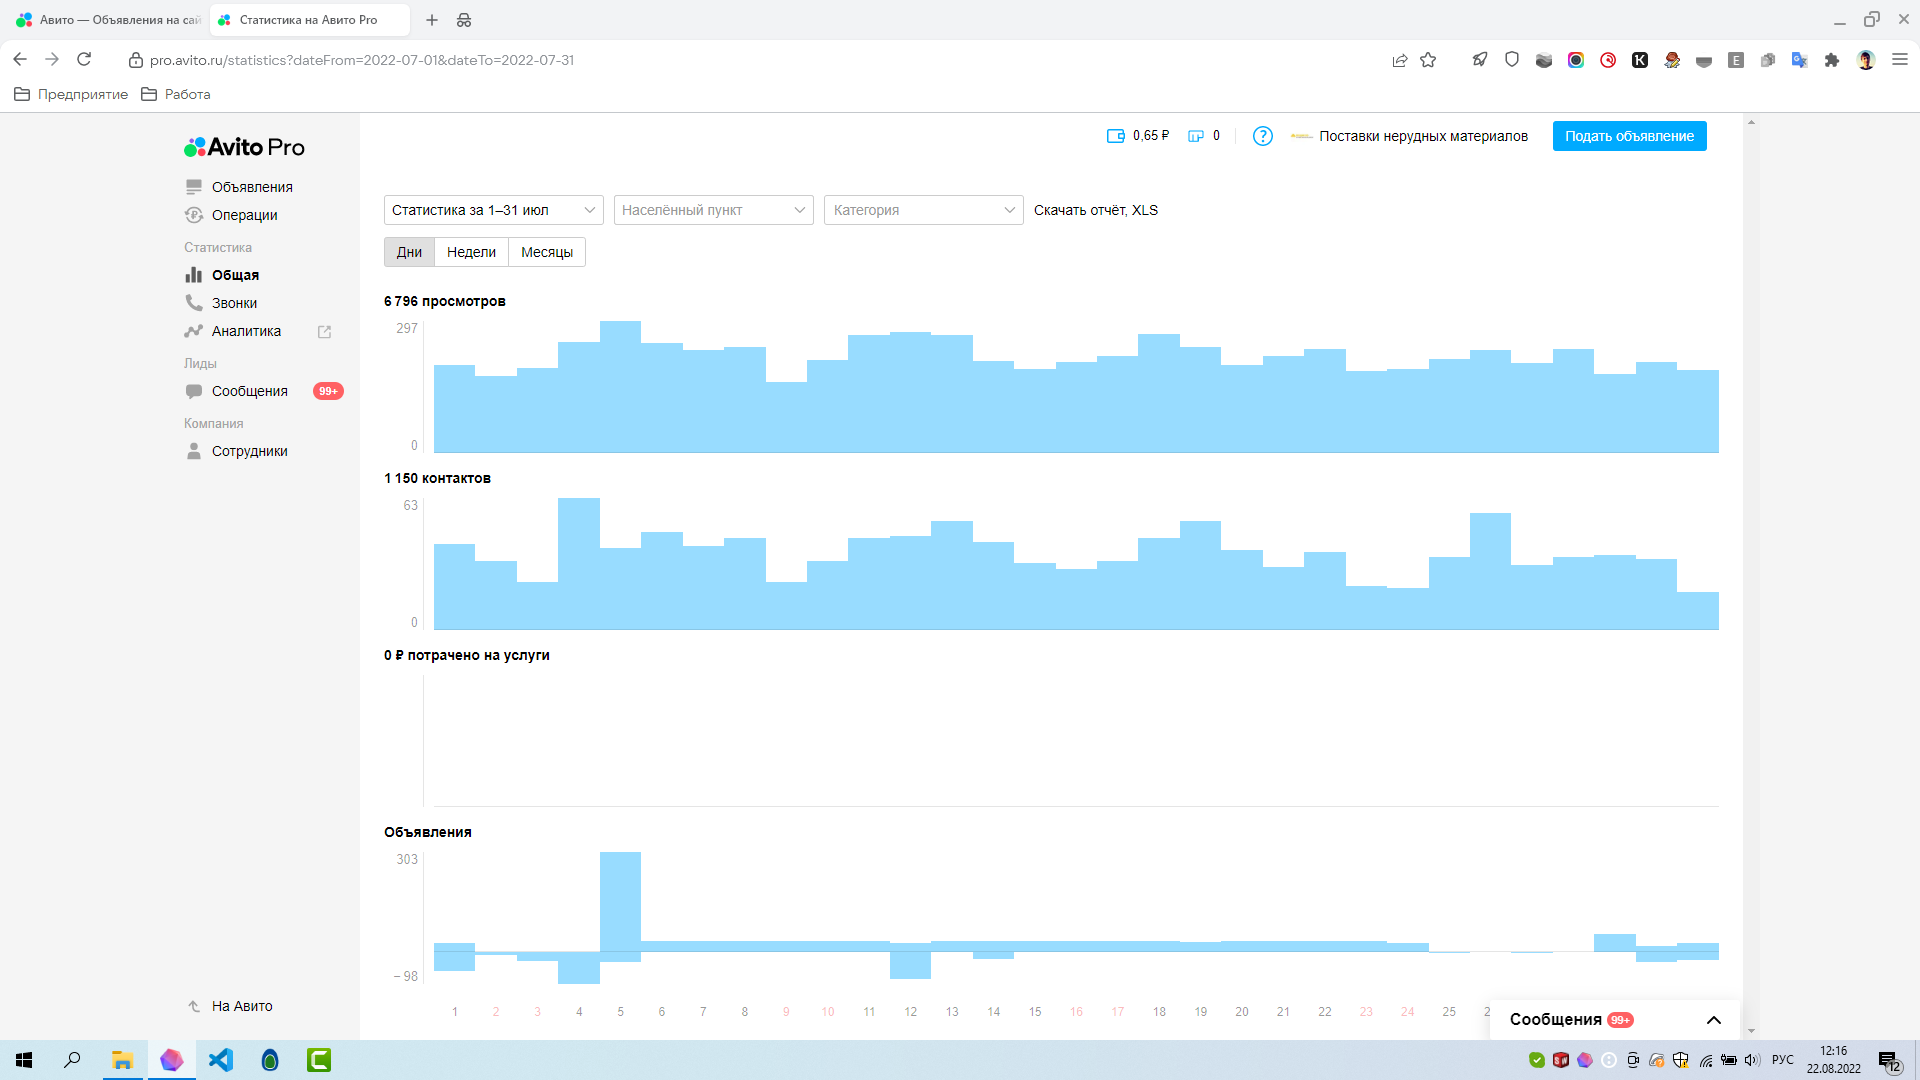 Авито — Объявления на сай
Статистика на Авито Pro
pro.avito.ru/statistics?dateFrom=2022-07-01&dateTo=2022-07-31
Предприятие
Работа
Avito Pro
0,65 ₽
0
?
Поставки нерудных материалов
Подать объявление
Объявления
Операции
Статистика
Общая
Звонки
Аналитика
Лиды
Сообщения 99+
Компания
Сотрудники
На Авито
Статистика за 1–31 июл
Населённый пункт
Категория
Скачать отчёт, XLS
Дни
Недели
Месяцы
6 796 просмотров
297
0
1 150 контактов
63
0
0 ₽ потрачено на услуги
Объявления
303
− 98
1 2 3 4 5 6 7 8 9 10 11 12 13 14 15 16 17 18 19 20 21 22 23 24 25
Сообщения 99+
РУС
12:16
22.08.2022
12